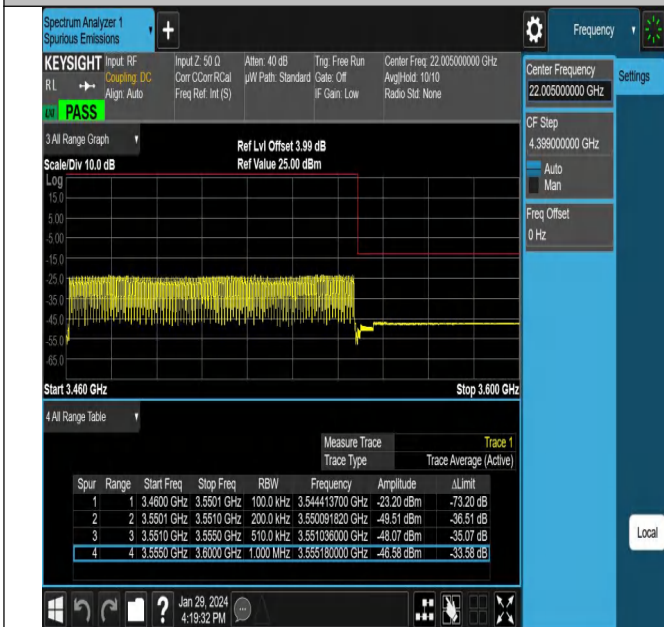 Spectrum Analyzer 1
Spurious Emissions
+
Frequency
KEYSIGHT Input: RF Input Z: 50 Ω Atten: 40 dB Trig: Free Run Center Freq: 22.005000000 GHz
RL Coupling: DC Corr CCorr RCal µW Path: Standard Gate: Off Avg|Hold: 10/10
Align: Auto Freq Ref: Int (S) IF Gain: Low Radio Std: None
PASS
Center Frequency
22.005000000 GHz
Settings
CF Step
4.399000000 GHz
Auto
Man
Freq Offset
0 Hz
3 All Range Graph
Ref Lvl Offset 3.99 dB
Scale/Div 10.0 dB Ref Value 25.00 dBm
Log
15.0
5.00
-5.00
-15.0
-25.0
-35.0
-45.0
-55.0
-65.0
Start 3.460 GHz Stop 3.600 GHz
4 All Range Table
Measure Trace Trace 1
Trace Type Trace Average (Active)
Spur Range Start Freq Stop Freq RBW Frequency Amplitude ΔLimit
1 1 3.4600 GHz 3.5501 GHz 100.0 kHz 3.544413700 GHz -23.20 dBm -73.20 dB
2 2 3.5501 GHz 3.5510 GHz 200.0 kHz 3.550091820 GHz -49.51 dBm -36.51 dB
3 3 3.5510 GHz 3.5550 GHz 510.0 kHz 3.551036000 GHz -48.07 dBm -35.07 dB
4 4 3.5550 GHz 3.6000 GHz 1.000 MHz 3.555180000 GHz -46.58 dBm -33.58 dB
Local
?
Jan 29, 2024
4:19:32 PM